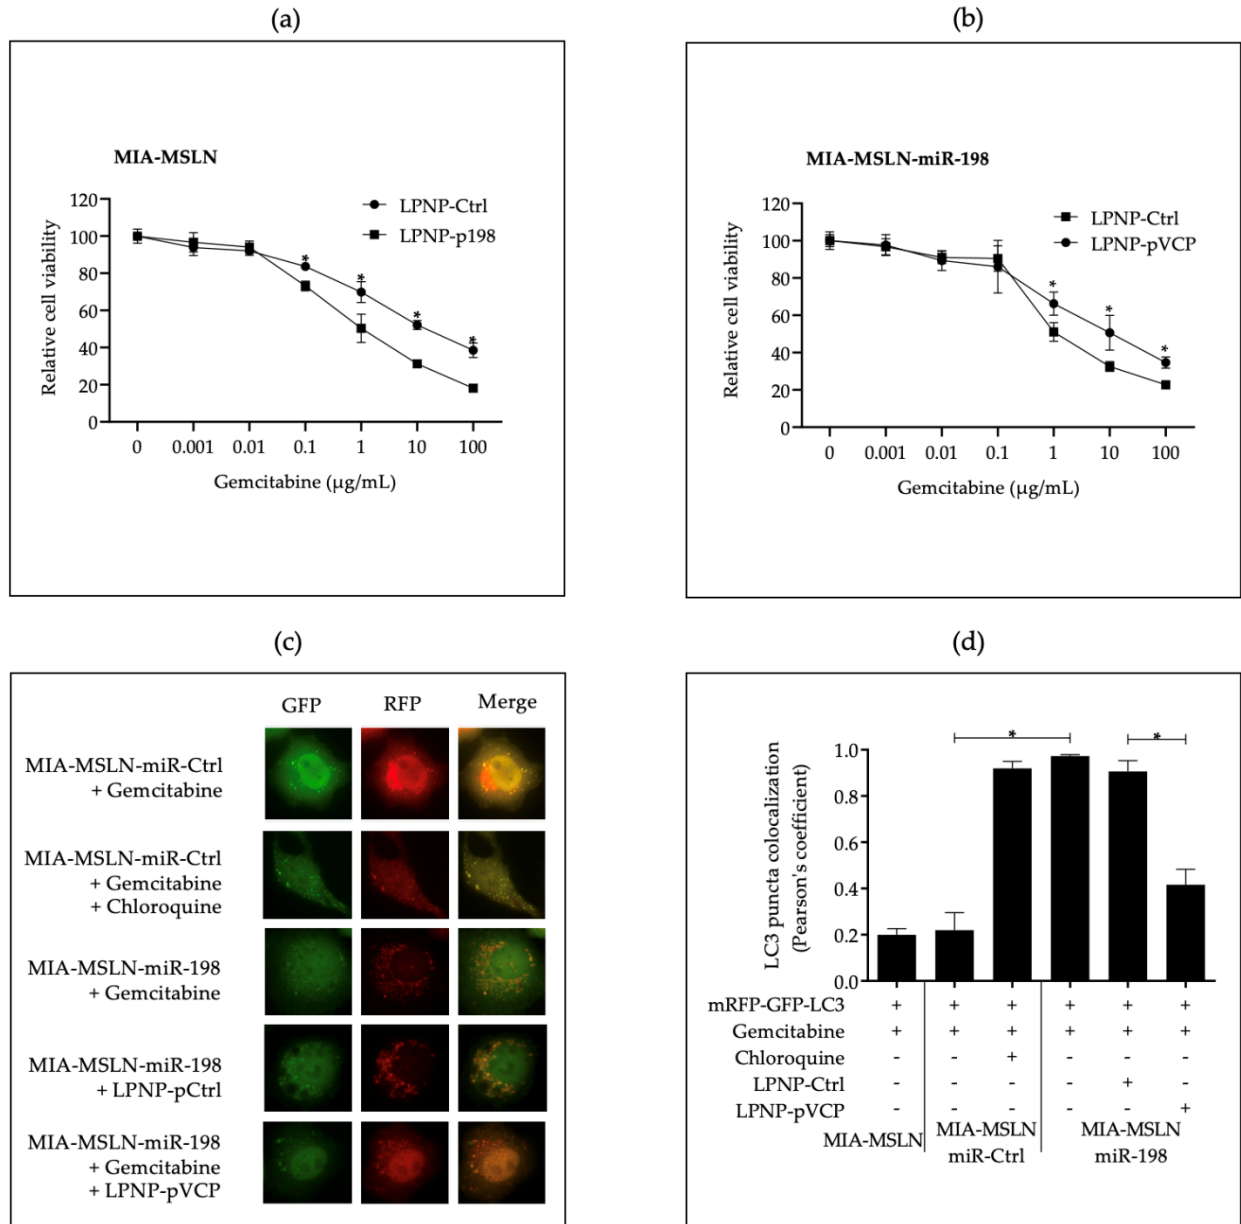 (a)
MIA-MSLN
LPNP-Ctrl
LPNP-p198
Relative cell viability
120
100
80
60
40
20
0
* * * *
0 0.001 0.01 0.1 1 10 100
Gemcitabine (µg/mL)
(b)
MIA-MSLN-miR-198
LPNP-Ctrl
LPNP-pVCP
Relative cell viability
120
100
80
60
40
20
0
* * *
0 0.001 0.01 0.1 1 10 100
Gemcitabine (µg/mL)
(c)
GFP RFP Merge
MIA-MSLN-miR-Ctrl
+ Gemcitabine
MIA-MSLN-miR-Ctrl
+ Gemcitabine
+ Chloroquine
MIA-MSLN-miR-198
+ Gemcitabine
MIA-MSLN-miR-198
+ LPNP-pCtrl
MIA-MSLN-miR-198
+ Gemcitabine
+ LPNP-pVCP
(d)
* *
LC3 puncta colocalization
(Pearson's coefficient)
1.0
0.8
0.6
0.4
0.2
0.0
mRFP-GFP-LC3 + + + + + +
Gemcitabine + + + + + +
Chloroquine - - + - - -
LPNP-Ctrl - - - - + -
LPNP-pVCP - - - - - +
MIA-MSLN
MIA-MSLN
miR-Ctrl
MIA-MSLN
miR-198